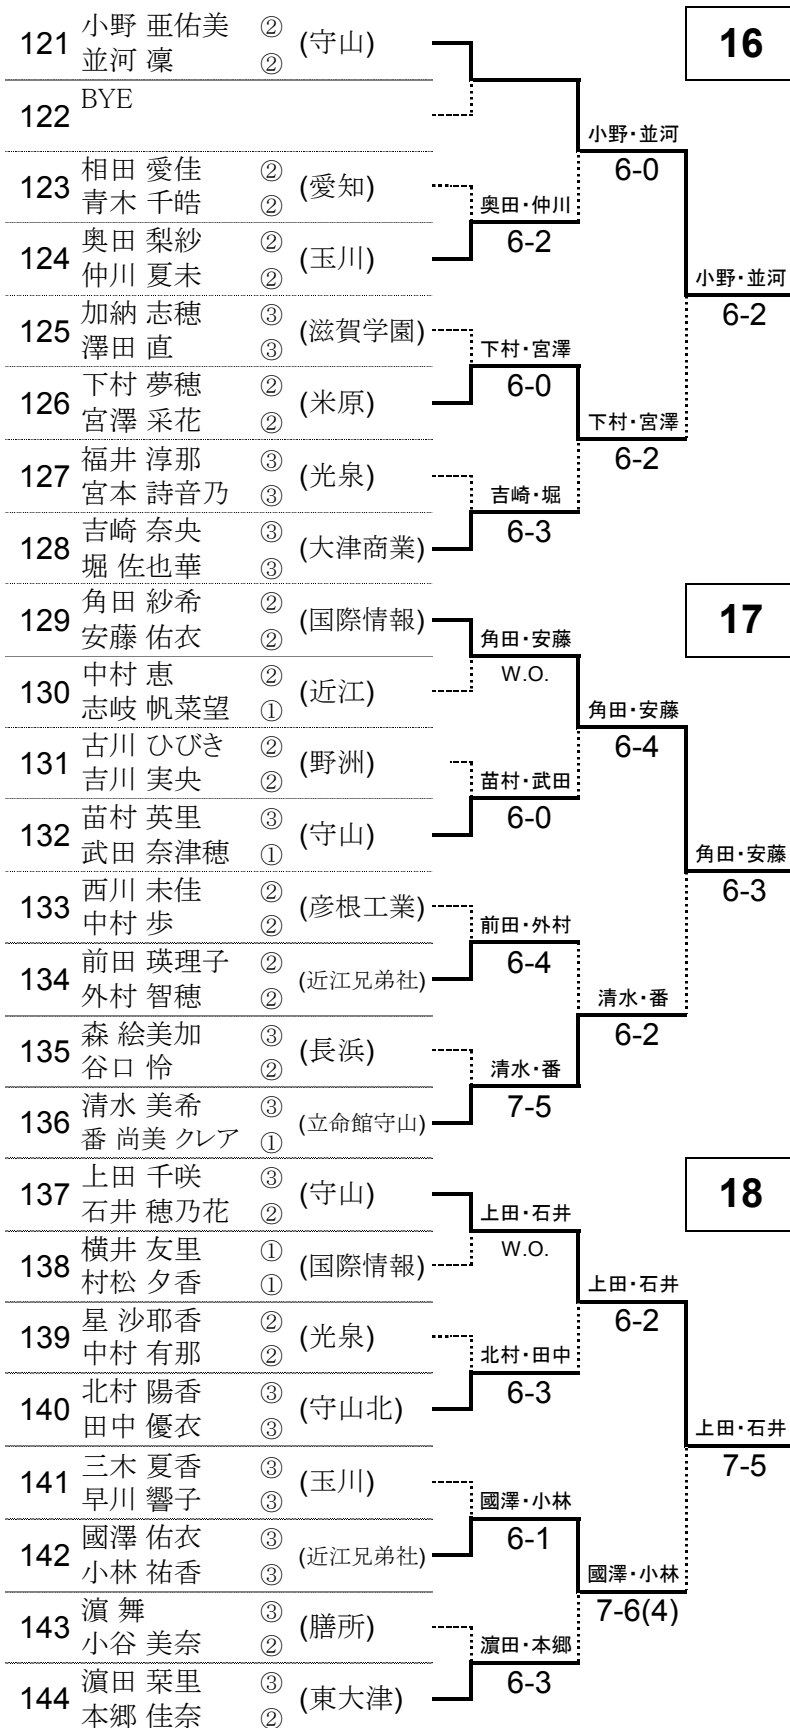 121 小野 亜佑美 ② (守山)
並河 凜 ②
16
122 BYE
小野・並河
6-0
123 相田 愛佳 ② (愛知)
青木 千皓 ②
奥田・仲川
6-2
124 奥田 梨紗 ② (玉川)
仲川 夏未 ②
小野・並河
6-2
125 加納 志穂 ③ (滋賀学園)
澤田 直 ③
下村・宮澤
6-0
126 下村 夢穂 ② (米原)
宮澤 采花 ②
下村・宮澤
6-2
127 福井 淳那 ③ (光泉)
宮本 詩音乃 ③
吉崎・堀
6-3
128 吉崎 奈央 ③ (大津商業)
堀 佐也華 ③
129 角田 紗希 ② (国際情報)
安藤 佑衣 ②
17
角田・安藤
W.O.
130 中村 恵 ② (近江)
志岐 帆菜望 ①
角田・安藤
6-4
131 古川 ひびき ② (野洲)
吉川 実央 ②
苗村・武田
6-0
132 苗村 英里 ③ (守山)
武田 奈津穂 ①
角田・安藤
6-3
133 西川 未佳 ② (彦根工業)
中村 歩 ②
前田・外村
6-4
134 前田 瑛理子 ② (近江兄弟社)
外村 智穂 ②
清水・番
6-2
135 森 絵美加 ③ (長浜)
谷口 怜 ②
清水・番
7-5
136 清水 美希 ③ (立命館守山)
番 尚美 クレア ①
137 上田 千咲 ③ (守山)
石井 穂乃花 ②
18
上田・石井
W.O.
138 横井 友里 ① (国際情報)
村松 夕香 ①
上田・石井
6-2
139 星 沙耶香 ② (光泉)
中村 有那 ②
北村・田中
6-3
140 北村 陽香 ③ (守山北)
田中 優衣 ③
上田・石井
7-5
141 三木 夏香 ③ (玉川)
早川 響子 ③
國澤・小林
6-1
142 國澤 佑衣 ③ (近江兄弟社)
小林 祐香 ③
國澤・小林
7-6(4)
143 濵 舞 ③ (膳所)
小谷 美奈 ②
濵田・本郷
6-3
144 濵田 栞里 ③ (東大津)
本郷 佳奈 ②